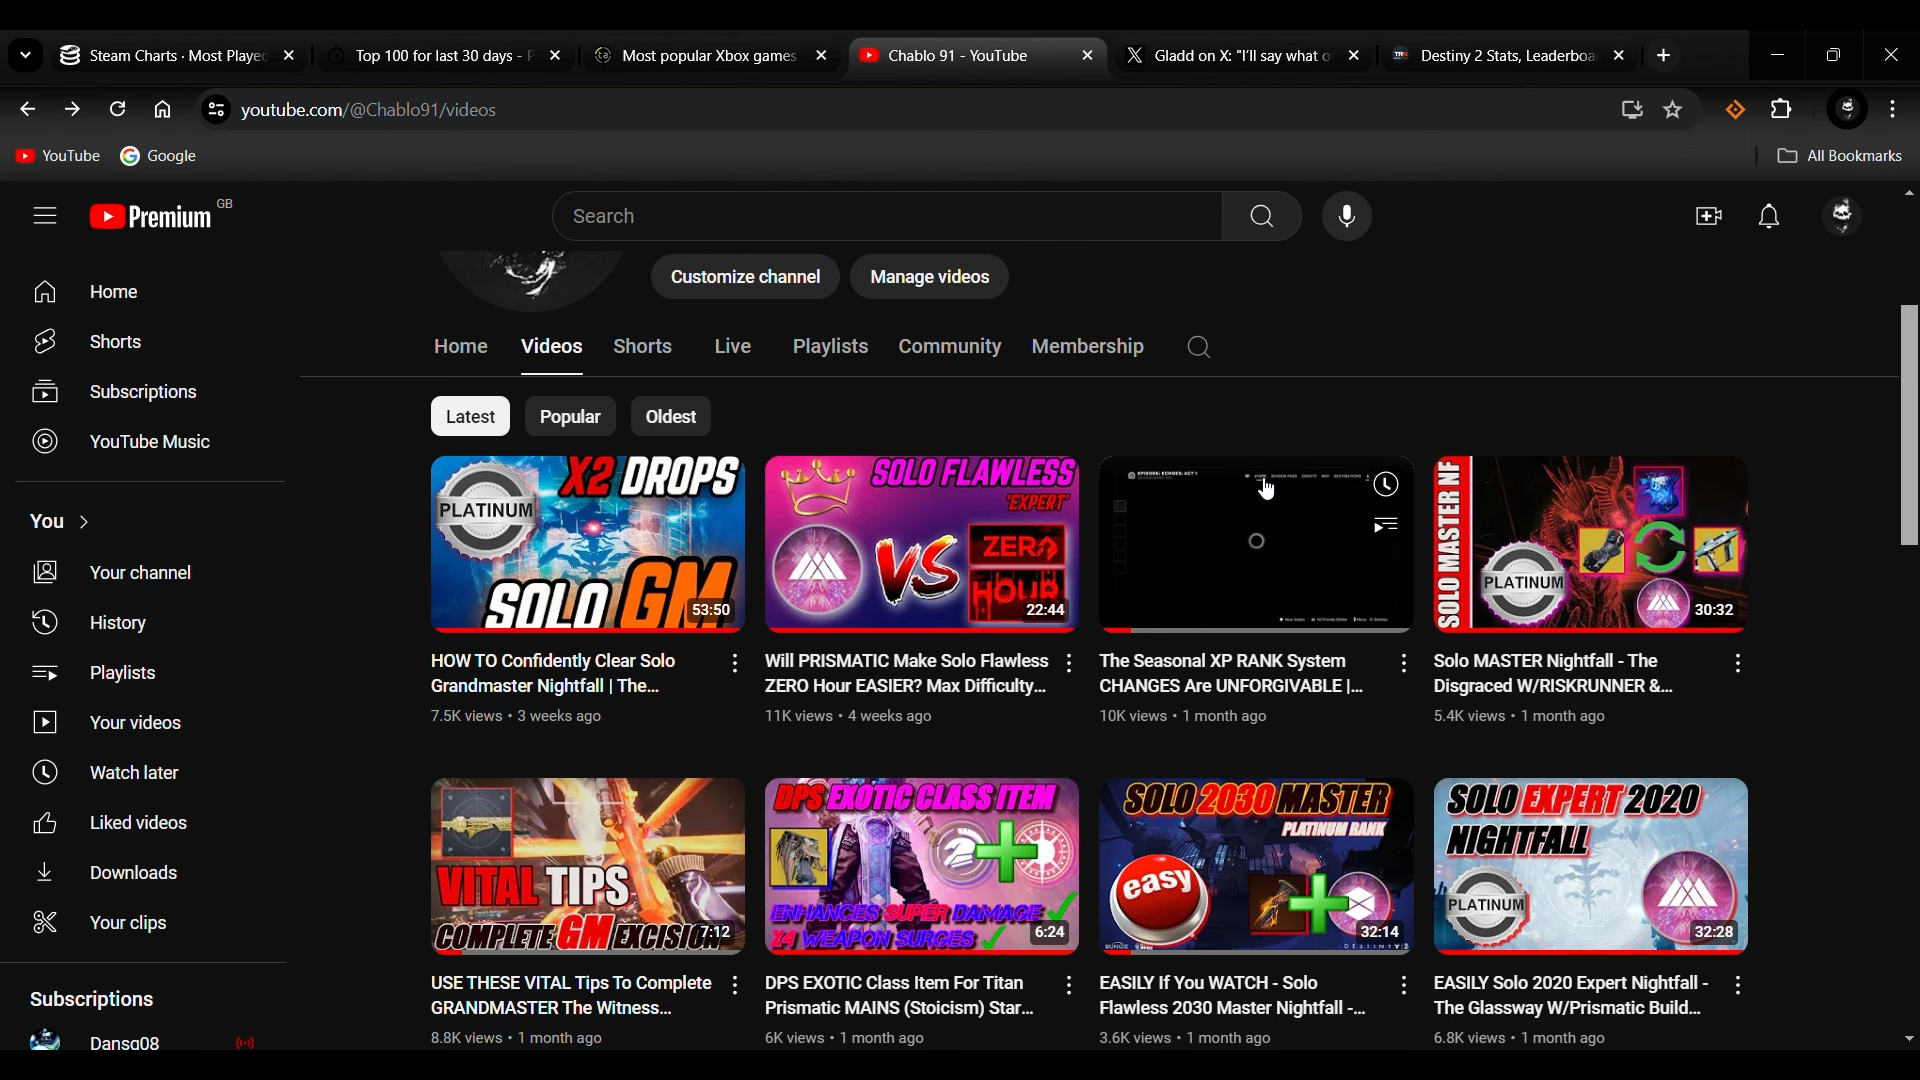 Steam Charts · Most Played
Top 100 for last 30 days - P
Most popular Xbox games
Chablo 91 - YouTube
Gladd on X: "I'll say what o
Destiny 2 Stats, Leaderboa
youtube.com/@Chablo91/videos
YouTube
Google
All Bookmarks
Premium GB
Search
Customize channel
Manage videos
Home
Shorts
Subscriptions
YouTube Music
You
Your channel
History
Playlists
Your videos
Watch later
Liked videos
Downloads
Your clips
Subscriptions
Dansg08
Home Videos Shorts Live Playlists Community Membership
Latest Popular Oldest
X2 DROPS
PLATINUM
SOLO GM
53:50
HOW TO Confidently Clear Solo
Grandmaster Nightfall | The...
7.5K views • 3 weeks ago
SOLO FLAWLESS
'EXPERT'
VS
ZERO
HOUR
22:44
Will PRISMATIC Make Solo Flawless
ZERO Hour EASIER? Max Difficulty...
11K views • 4 weeks ago
EPISODE: ECHOES: ACT 1
The Seasonal XP RANK System
CHANGES Are UNFORGIVABLE |...
10K views • 1 month ago
SOLO MASTER NF
PLATINUM
30:32
Solo MASTER Nightfall - The
Disgraced W/RISKRUNNER &...
5.4K views • 1 month ago
VITAL TIPS
COMPLETE GM EXCISION
7:12
USE THESE VITAL Tips To Complete
GRANDMASTER The Witness...
8.8K views • 1 month ago
DPS EXOTIC CLASS ITEM
ENHANCES SUPER DAMAGE
X4 WEAPON SURGES
6:24
DPS EXOTIC Class Item For Titan
Prismatic MAINS (Stoicism) Star...
6K views • 1 month ago
SOLO 2030 MASTER
PLATINUM RANK
easy
BUNGIE
DESTINY 2
32:14
EASILY If You WATCH - Solo
Flawless 2030 Master Nightfall -...
3.6K views • 1 month ago
SOLO EXPERT 2020
NIGHTFALL
PLATINUM
32:28
EASILY Solo 2020 Expert Nightfall -
The Glassway W/Prismatic Build...
6.8K views • 1 month ago